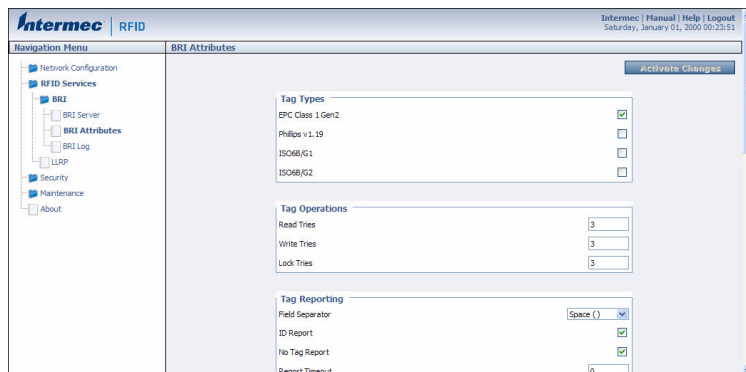 Intermec | RFID
Intermec | Manual | Help | Logout
Saturday, January 01, 2000 00:23:51
Navigation Menu
BRI Attributes
Network Configuration
RFID Services
BRI
BRI Server
BRI Attributes
BRI Log
LLRP
Security
Maintenance
About
Activate Changes
Tag Types
EPC Class 1 Gen2
Phillips v1.19
ISO6B/G1
ISO6B/G2
Tag Operations
Read Tries 3
Write Tries 3
Lock Tries 3
Tag Reporting
Field Separator Space ( )
ID Report
No Tag Report
Report Timeout 0